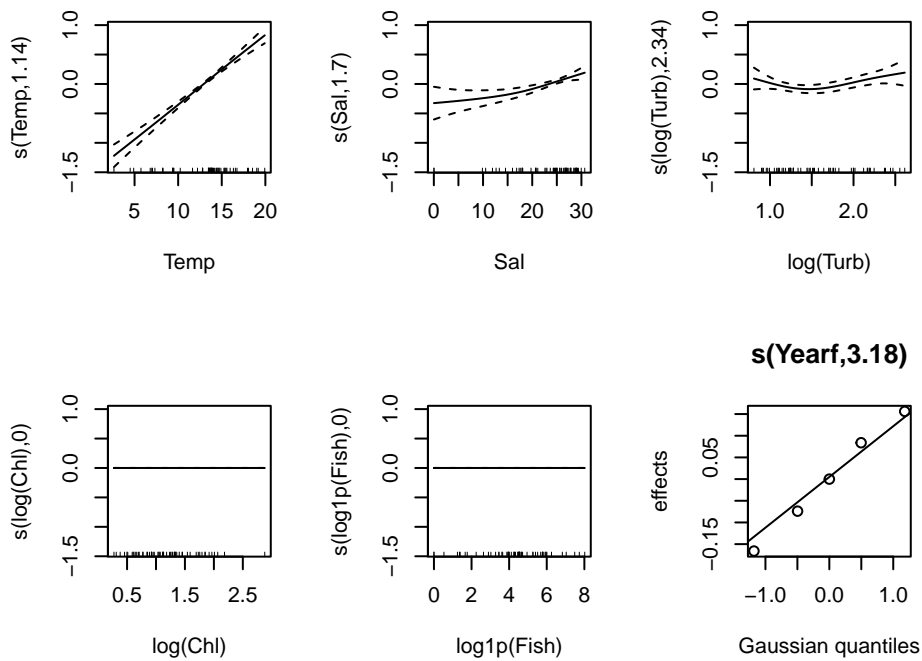 s(Temp,1.14)
1.0
0.0
−1.5
5
10
15
20
Temp
s(Sal,1.7)
1.0
0.0
−1.5
0
10
20
30
Sal
s(log(Turb),2.34)
1.0
0.0
−1.5
1.0
2.0
log(Turb)
s(log(Chl),0)
1.0
0.0
−1.5
0.5
1.5
2.5
log(Chl)
s(log1p(Fish),0)
1.0
0.0
−1.5
0
2
4
6
8
log1p(Fish)
s(Yearf,3.18)
effects
0.05
−0.15
−1.0
0.0
1.0
Gaussian quantiles